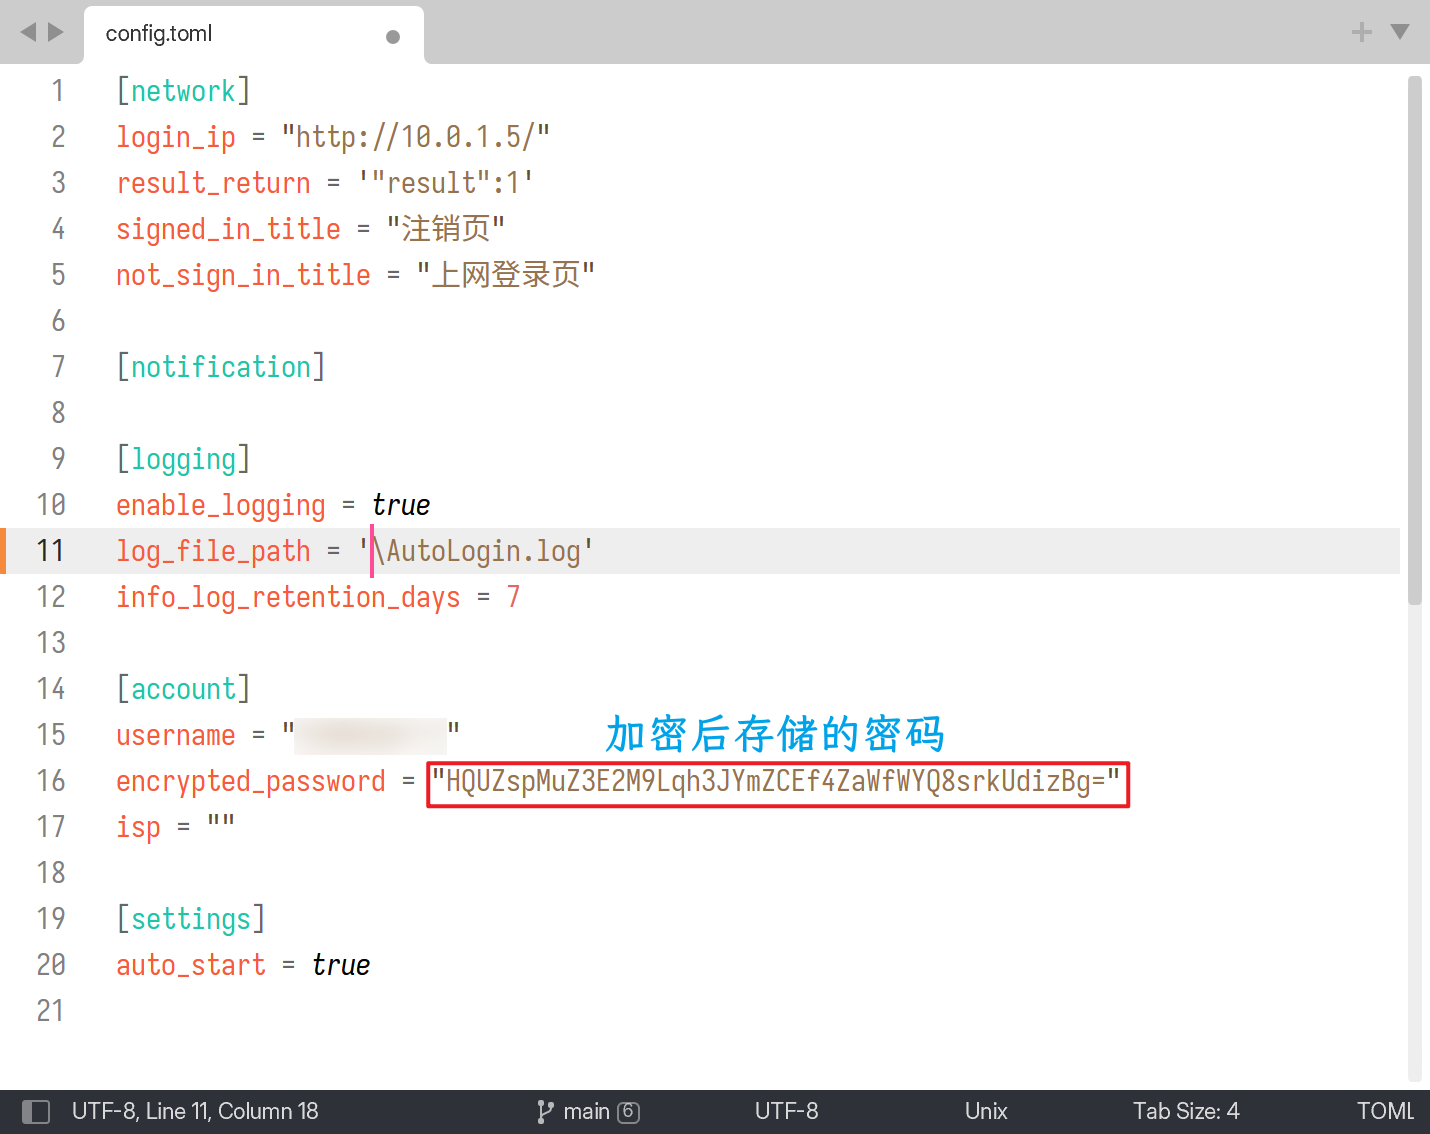 config.toml
1 [network]
2 login_ip = "http://10.0.1.5/"
3 result_return = '"result":1'
4 signed_in_title = "注销页"
5 not_sign_in_title = "上网登录页"
6
7 [notification]
8
9 [logging]
10 enable_logging = true
11 log_file_path = '\AutoLogin.log'
12 info_log_retention_days = 7
13
14 [account]
15 username = ""
加密后存储的密码
16 encrypted_password = "HQUZspMuZ3E2M9Lqh3JYmZCEf4ZaWfWYQ8srkUdizBg="
17 isp = ""
18
19 [settings]
20 auto_start = true
21
UTF-8, Line 11, Column 18 main 6 UTF-8 Unix Tab Size: 4 TOML